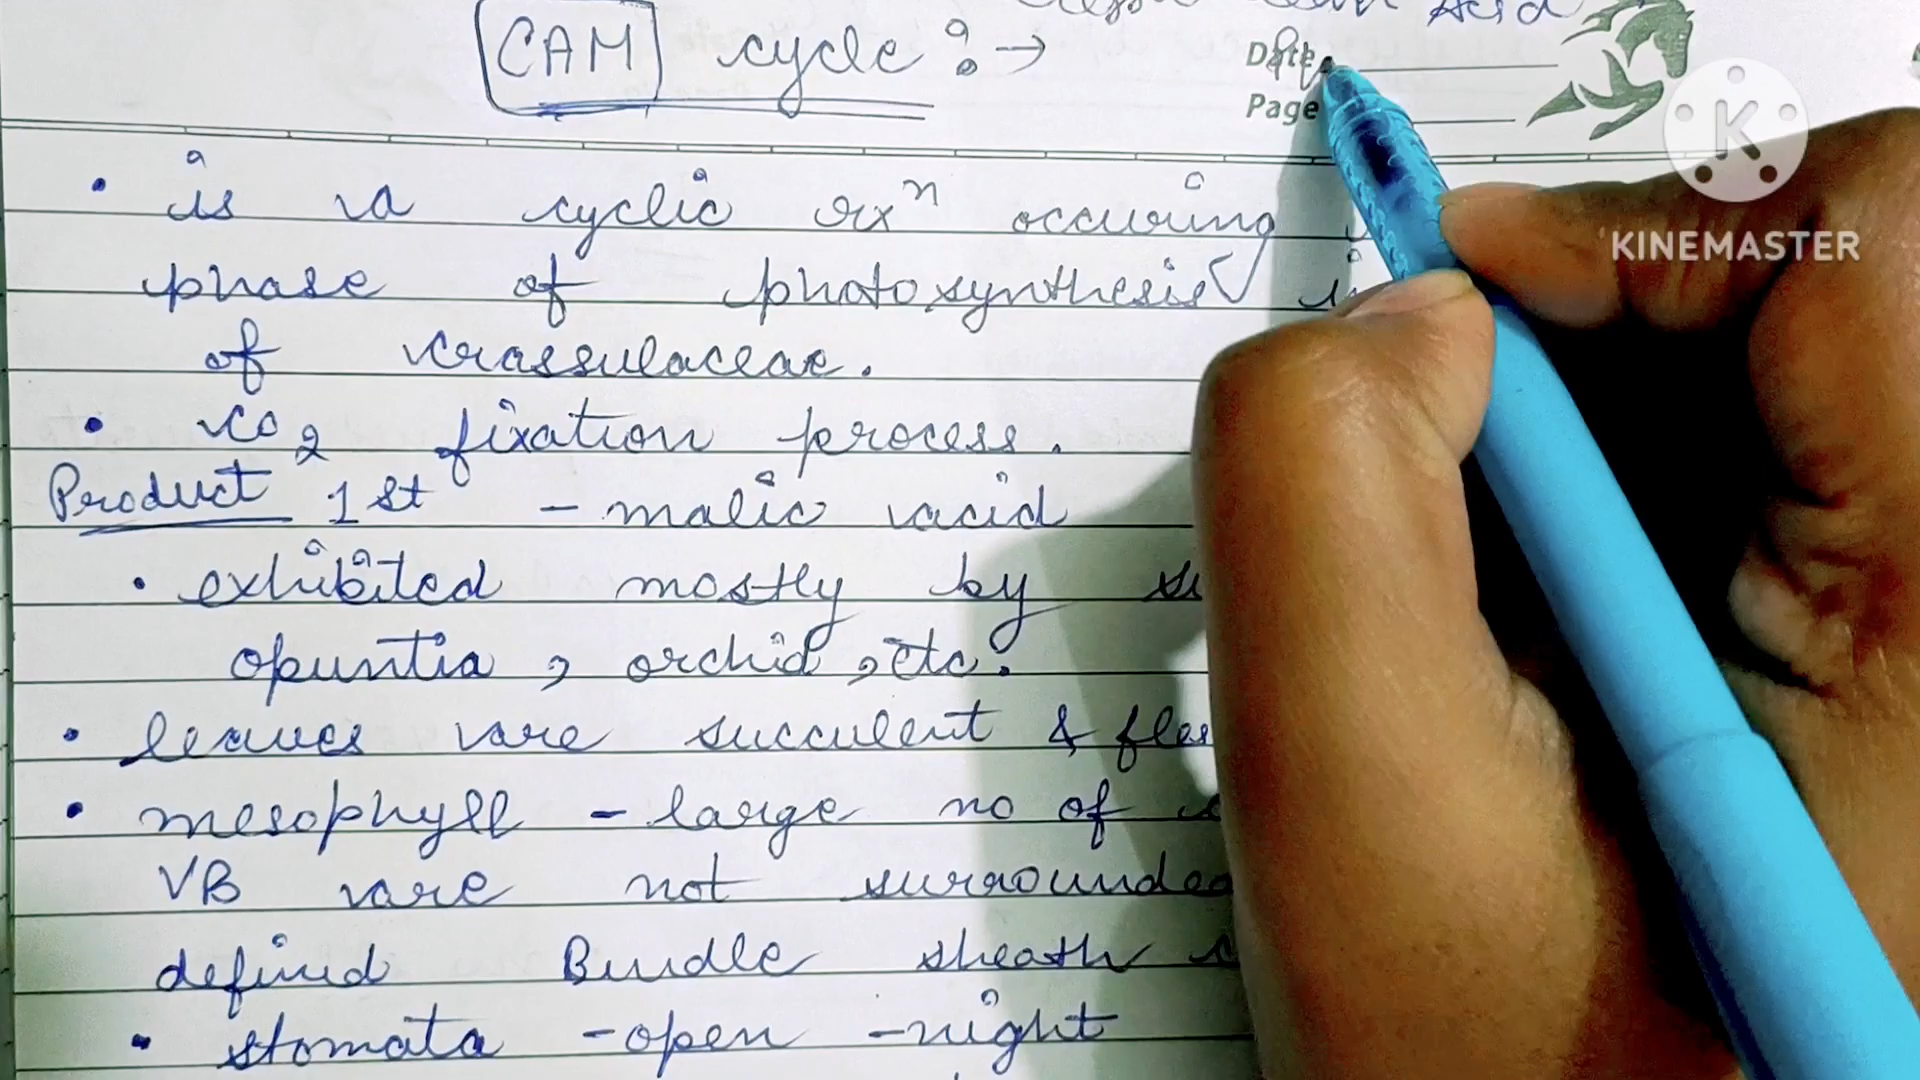 Acid
CAM cycle :→
Date
Page
K
KINEMASTER
• is a cyclic rxⁿ occuring
phase of photosynthesis
of crassulaceae.
• CO2 fixation process.
Product 1st - malic acid
• exhibited mostly by
opuntia, orchid, etc.
• leaves are succulent &
• mesophyll - large no of
VB are not surrounded
defined Bundle sheath
• stomata - open - night